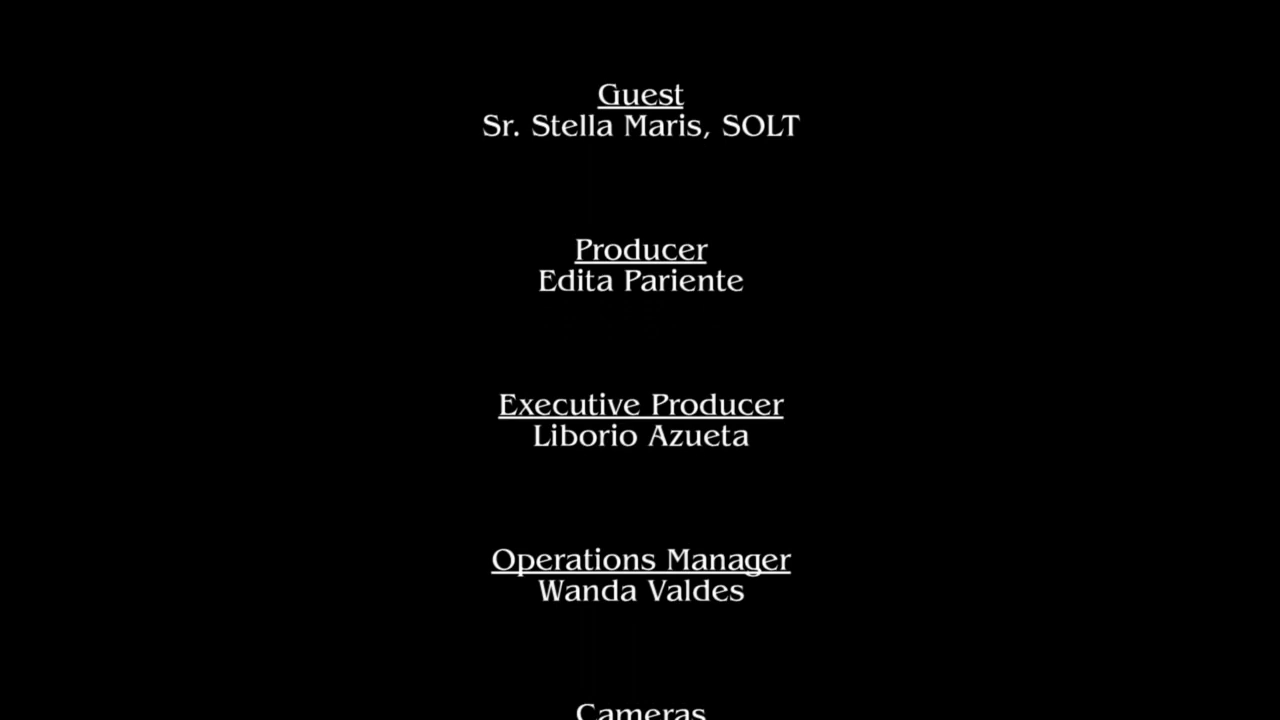 Guest
Sr. Stella Maris, SOLT
Producer
Edita Pariente
Executive Producer
Liborio Azueta
Operations Manager
Wanda Valdes
Cameras